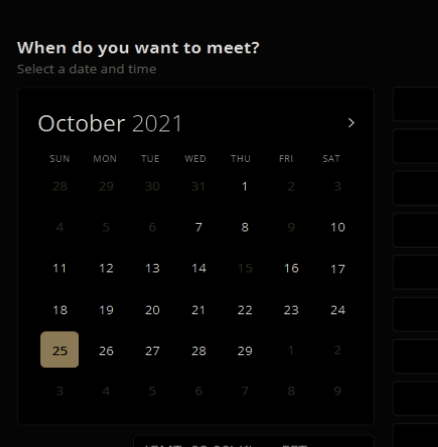 When do you want to meet?
Select a date and time
October 2021
SUN MON TUE WED THU FRI SAT
28 29 30 31 1 2 3
4 5 6 7 8 9 10
11 12 13 14 15 16 17
18 19 20 21 22 23 24
25 26 27 28 29 1 2
3 4 5 6 7 8 9